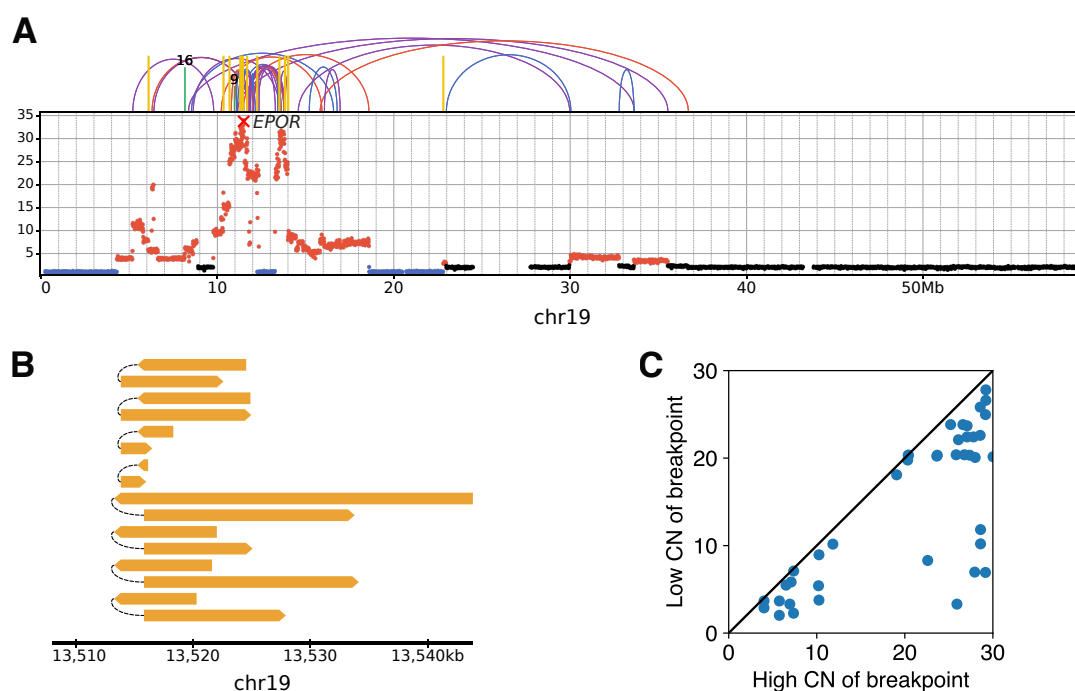 A
16
9
EPOR
35
30
25
20
15
10
5
0 10 20 30 40 50Mb
chr19
B
13,510 13,520 13,530 13,540kb
chr19
C
30
20
10
0
Low CN of breakpoint
0 10 20 30
High CN of breakpoint